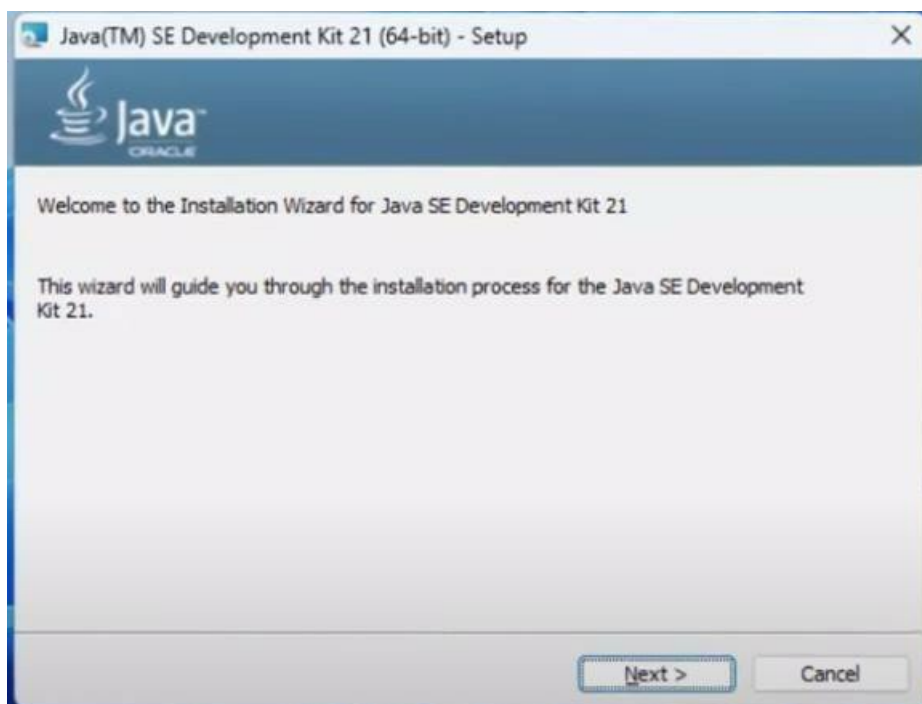 Java(TM) SE Development Kit 21 (64-bit) - Setup
Java™
ORACLE
Welcome to the Installation Wizard for Java SE Development Kit 21
This wizard will guide you through the installation process for the Java SE Development
Kit 21.
Next >
Cancel